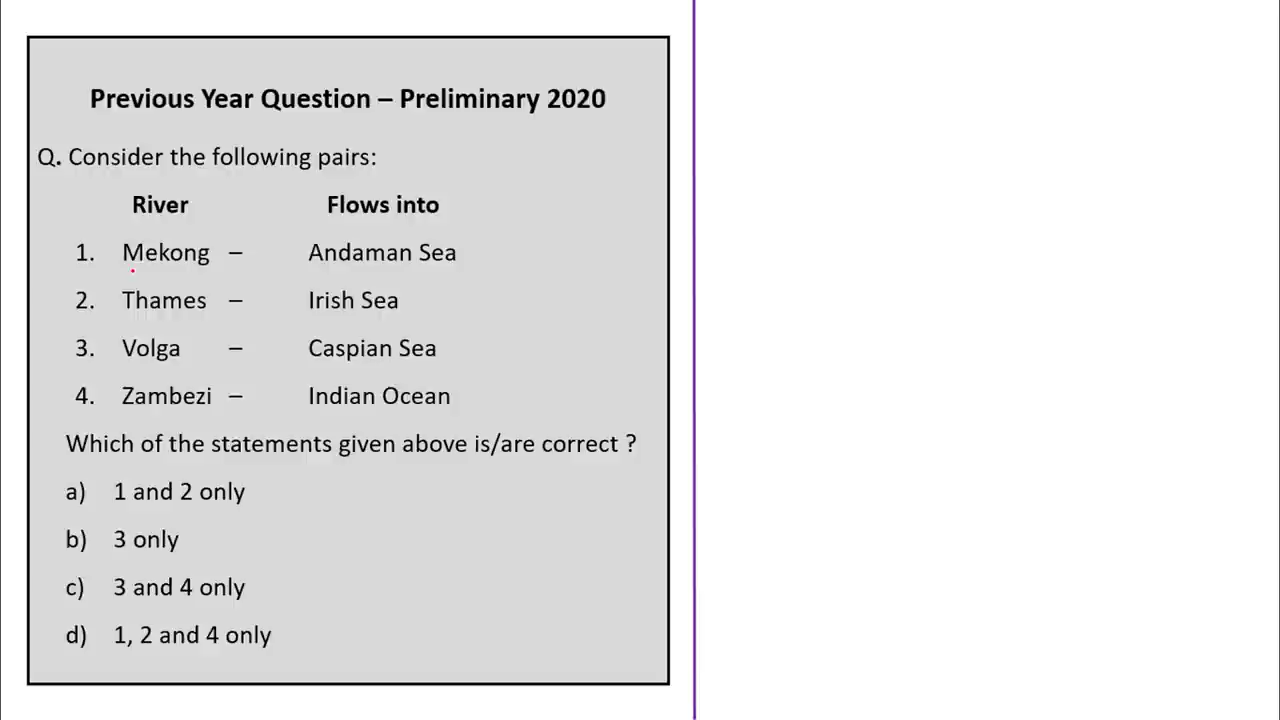 Previous Year Question – Preliminary 2020
Q. Consider the following pairs:
River Flows into
1. Mekong – Andaman Sea
2. Thames – Irish Sea
3. Volga – Caspian Sea
4. Zambezi – Indian Ocean
Which of the statements given above is/are correct ?
a) 1 and 2 only
b) 3 only
c) 3 and 4 only
d) 1, 2 and 4 only